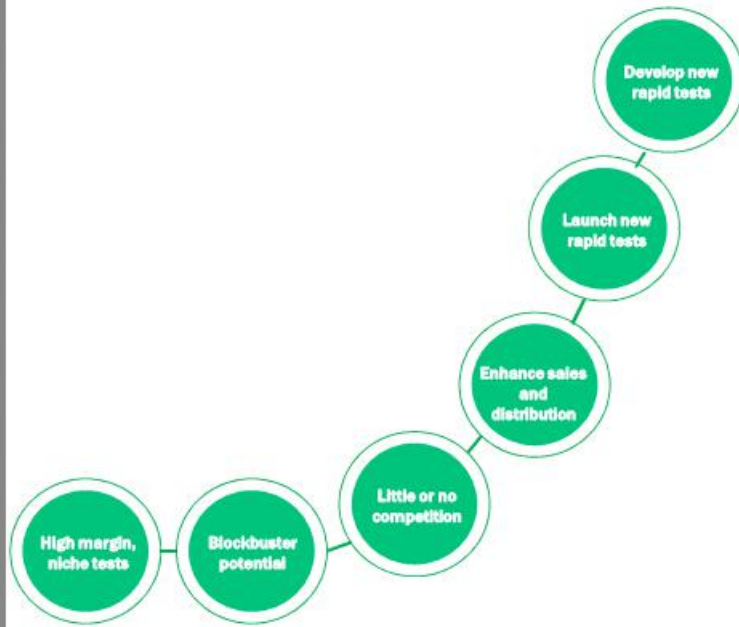 Develop new
rapid tests
Launch new
rapid tests
Enhance sales
and
distribution
Little or no
competition
High margin,
niche tests
Blockbuster
potential